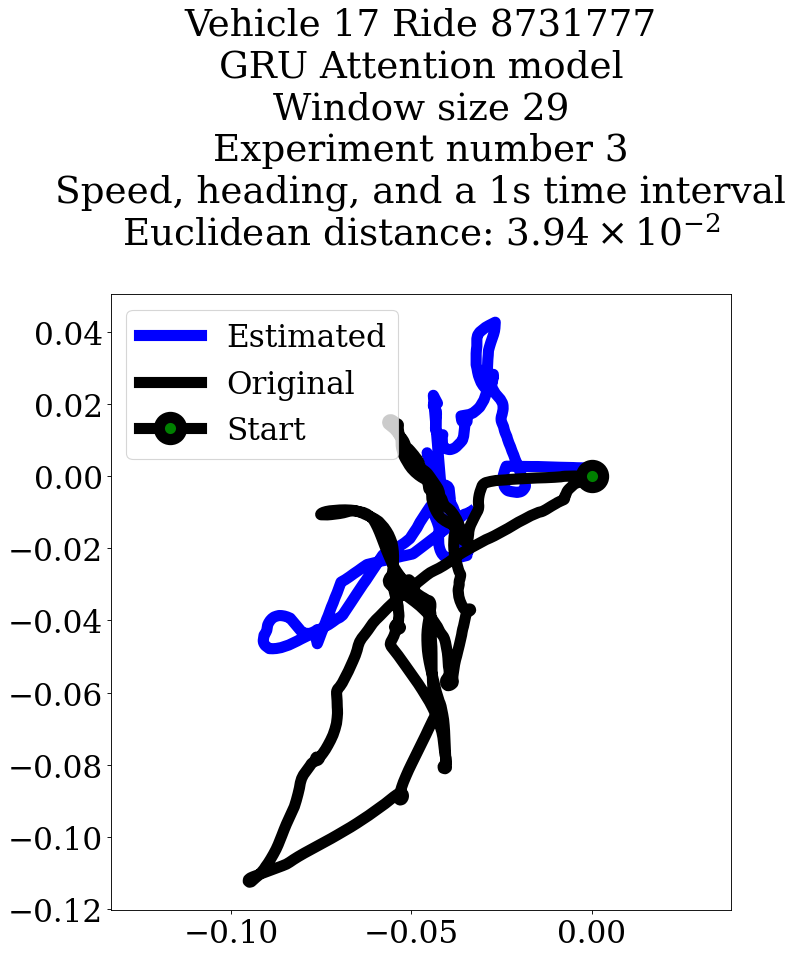 Vehicle 17 Ride 8731777
GRU Attention model
Window size 29
Experiment number 3
Speed, heading, and a 1s time interval
Euclidean distance: 3.94 × 10⁻²
Estimated
Original
Start
0.04
0.02
0.00
−0.02
−0.04
−0.06
−0.08
−0.10
−0.12
−0.10
−0.05
0.00